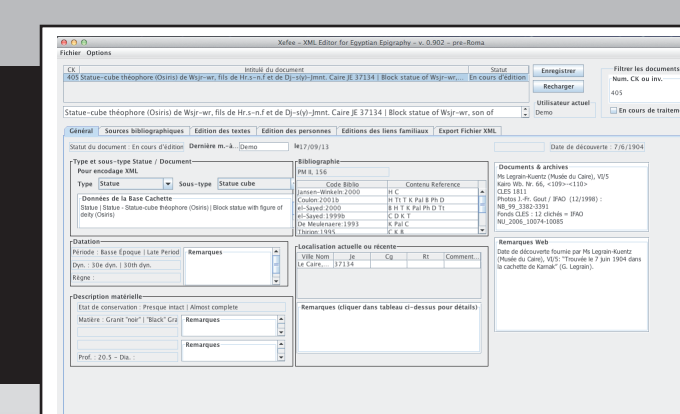 Xefee – XML Editor for Egyptian Epigraphy – v. 0.902 – pre-Roma
Fichier Options
CK Intitulé du document Statut
405 Statue-cube théophore (Osiris) de Wsjr-wr, fils de Hr.s-n.f et de Dj-s(y)-Jmnt. Caire JE 37134 | Block statue of Wsjr-wr,... En cours d'édition
Enregistrer
Recharger
Utilisateur actuel
Demo
Filtrer les documents
Num. CK ou inv.
405
En cours de traiteme
Statue-cube théophore (Osiris) de Wsjr-wr, fils de Hr.s-n.f et de Dj-s(y)-Jmnt. Caire JE 37134 | Block statue of Wsjr-wr, son of
Général Sources bibliographiques Edition des textes Edition des personnes Editions des liens familiaux Export Fichier XML
Statut du document : En cours d'édition Dernière m.-à... Demo le 17/09/13
Date de découverte : 7/6/1904
Type et sous-type Statue / Document
Pour encodage XML
Type Statue Sous-type Statue cube
Données de la Base Cachette
Statue | Statue - Statue-cube théophore (Osiris) | Block statue with figure of
deity (Osiris)
Datation
Période : Basse Époque | Late Period
Dyn. : 30e dyn. | 30th dyn.
Règne :
Remarques
Description matérielle
Etat de conservation : Presque intact | Almost complete
Matière : Granit "noir" | "Black" Gra
Remarques
Remarques
Prof. : 20.5 – Dia. :
Bibliographie
PM II, 156
Code Biblio Contenu Reference
Jansen-Winkeln:2000 H C
Coulon:2001b H Tt T K Pal B Ph D
el-Sayed:2000 B H T K Pal Ph D Tt
el-Sayed:1999b C D K T
De Meulenaere:1993 K Pal C
Thirion:1995 C K B
Localisation actuelle ou récente
Ville Nom Je Cg Rt Comment...
Le Caire,... 37134
Remarques (cliquer dans tableau ci-dessus pour détails)
Documents & archives
Ms Legrain-Kuentz (Musée du Caire), VI/5
Kairo Wb. Nr. 66, <109>-<110>
CLES 1811
Photos J.-Fr. Gout / IFAO (12/1998) :
NB_99_3382-3391
Fonds CLES : 12 clichés = IFAO
NU_2006_10074-10085
Remarques Web
Date de découverte fournie par Ms Legrain-Kuentz
(Musée du Caire), VI/5: "Trouvée le 7 juin 1904 dans
la cachette de Karnak" (G. Legrain).